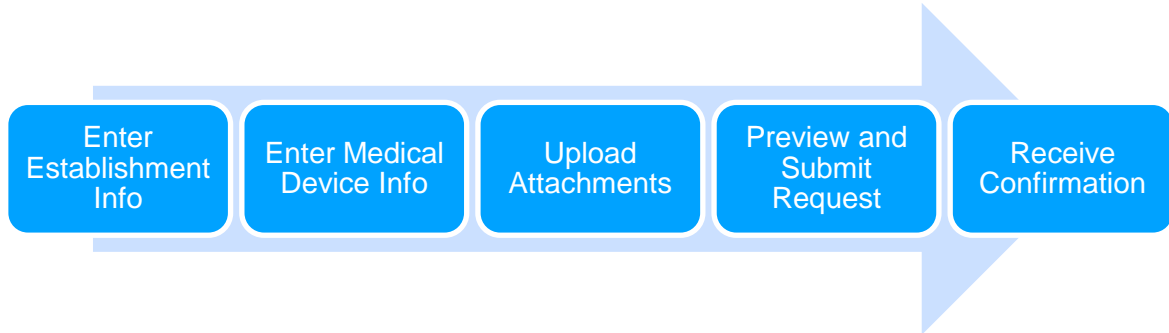 Enter
Establishment
Info
Enter Medical
Device Info
Upload
Attachments
Preview and
Submit
Request
Receive
Confirmation